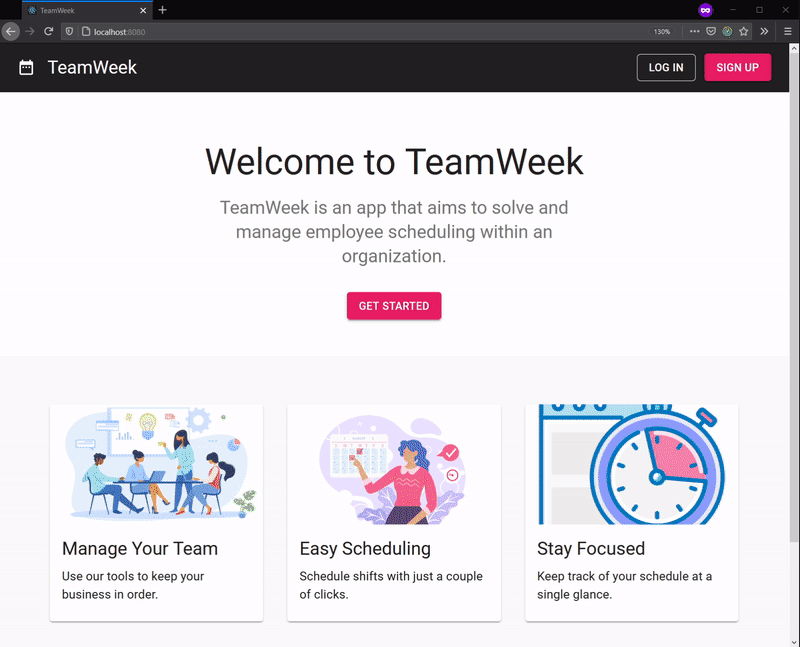 TeamWeek
localhost:8080
130%
TeamWeek
LOG IN
SIGN UP
Welcome to TeamWeek
TeamWeek is an app that aims to solve and
manage employee scheduling within an
organization.
GET STARTED
Manage Your Team
Easy Scheduling
Stay Focused
Use our tools to keep your
business in order.
Schedule shifts with just a couple
of clicks.
Keep track of your schedule at a
single glance.